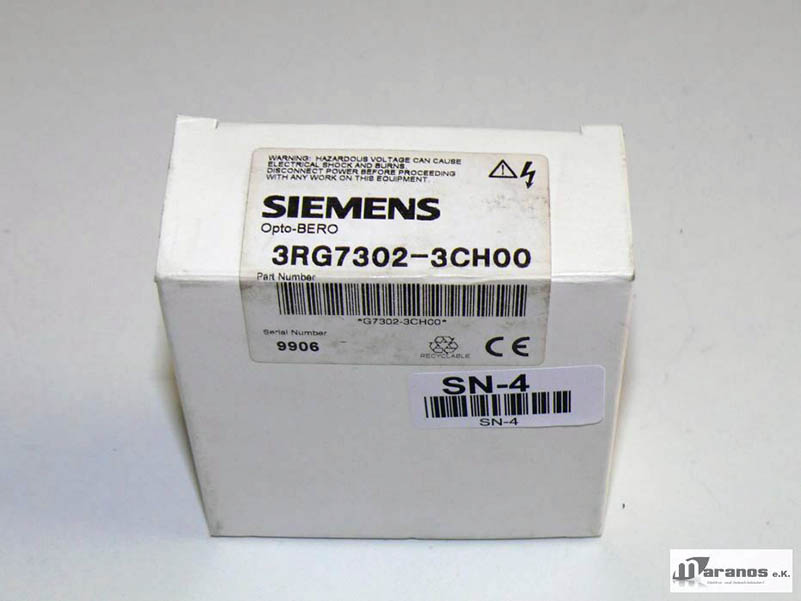 WARNING: HAZARDOUS VOLTAGE CAN CAUSE
ELECTRICAL SHOCK AND BURNS.
DISCONNECT POWER BEFORE PROCEEDING
WITH ANY WORK ON THIS EQUIPMENT.
SIEMENS
Opto-BERO
3RG7302-3CH00
Part Number
*G7302-3CH00*
Serial Number
9906
RECYCLABLE
CE
SN-4
SN-4
Maranos e.K.